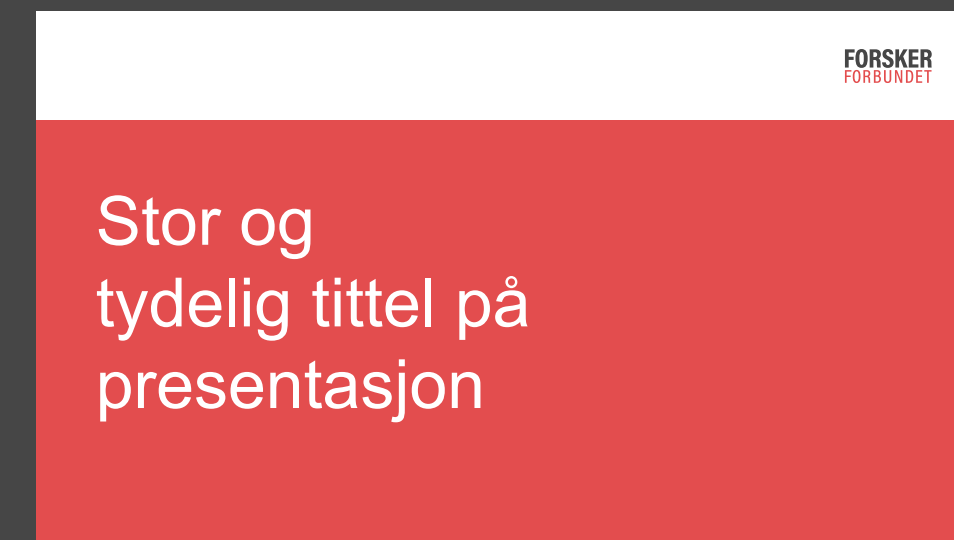 FORSKER
FORBUNDET
Stor og
tydelig tittel på
presentasjon